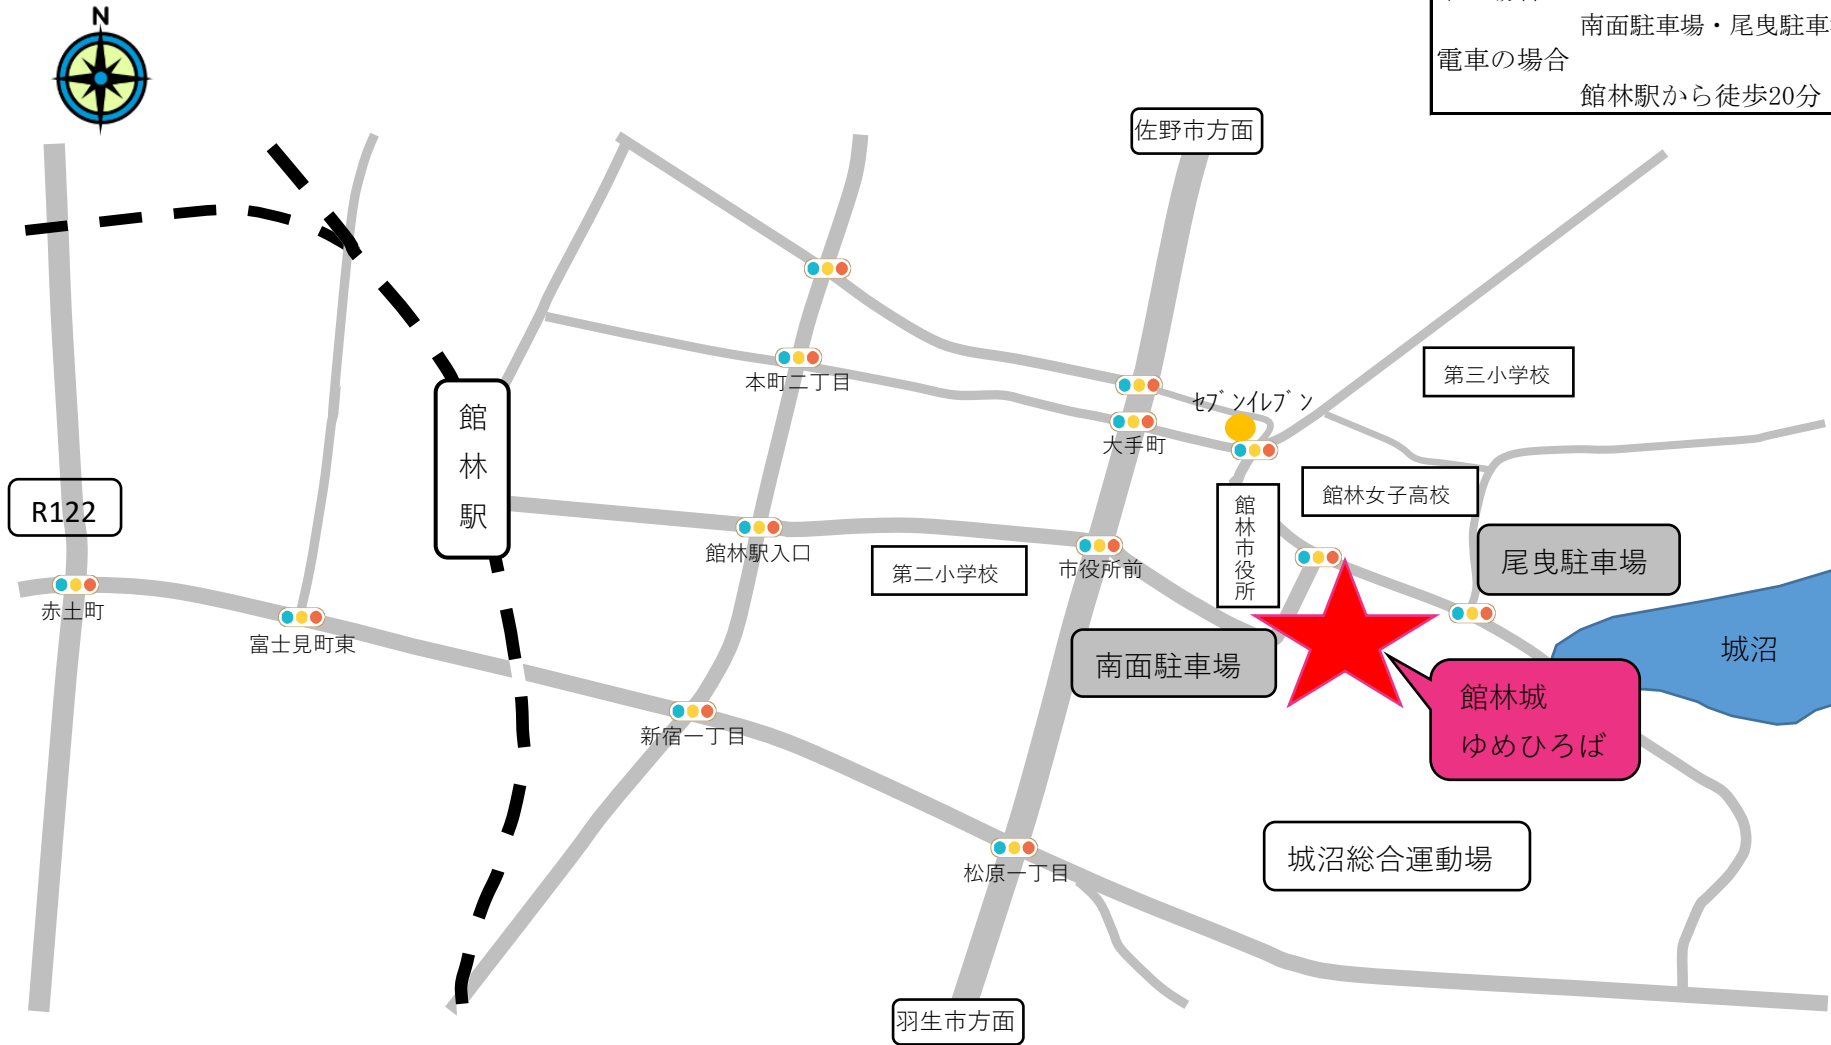 N
南面駐車場・尾曳駐車
電車の場合
館林駅から徒歩20分
佐野市方面
本町二丁目
第三小学校
セブンイレブン
大手町
館林駅
R122
館林女子高校
館林市役所
館林駅入口
第二小学校
市役所前
尾曳駐車場
赤土町
富士見町東
南面駐車場
城沼
館林城
ゆめひろば
新宿一丁目
松原一丁目
城沼総合運動場
羽生市方面